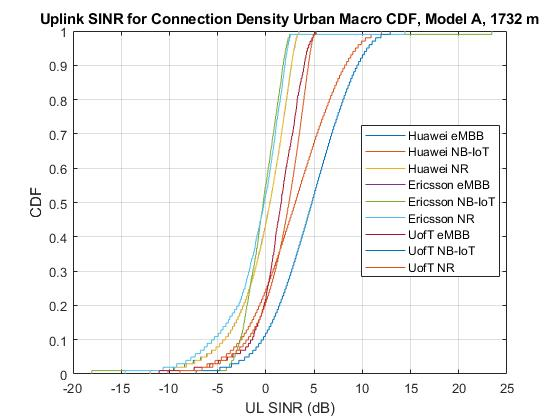 Uplink SINR for Connection Density Urban Macro CDF, Model A, 1732 m
1
0.9
0.8
0.7
0.6
0.5
0.4
0.3
0.2
0.1
0
CDF
Huawei eMBB
Huawei NB-IoT
Huawei NR
Ericsson eMBB
Ericsson NB-IoT
Ericsson NR
UofT eMBB
UofT NB-IoT
UofT NR
-20 -15 -10 -5 0 5 10 15 20 25
UL SINR (dB)